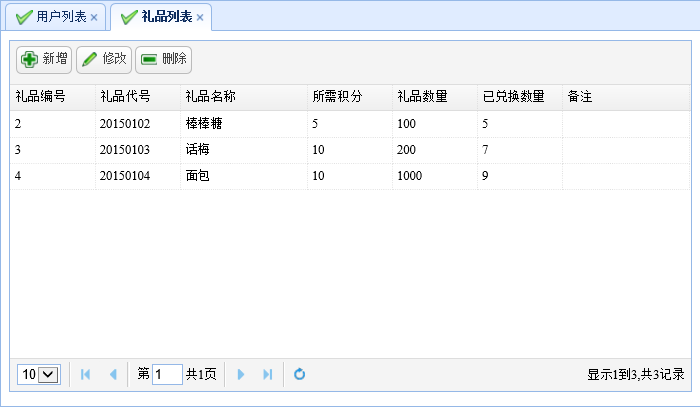 用户列表 礼品列表
新增 修改 删除
礼品编号 礼品代号 礼品名称 所需积分 礼品数量 已兑换数量 备注
2 20150102 棒棒糖 5 100 5
3 20150103 话梅 10 200 7
4 20150104 面包 10 1000 9
10 第 1 共1页 显示1到3,共3记录